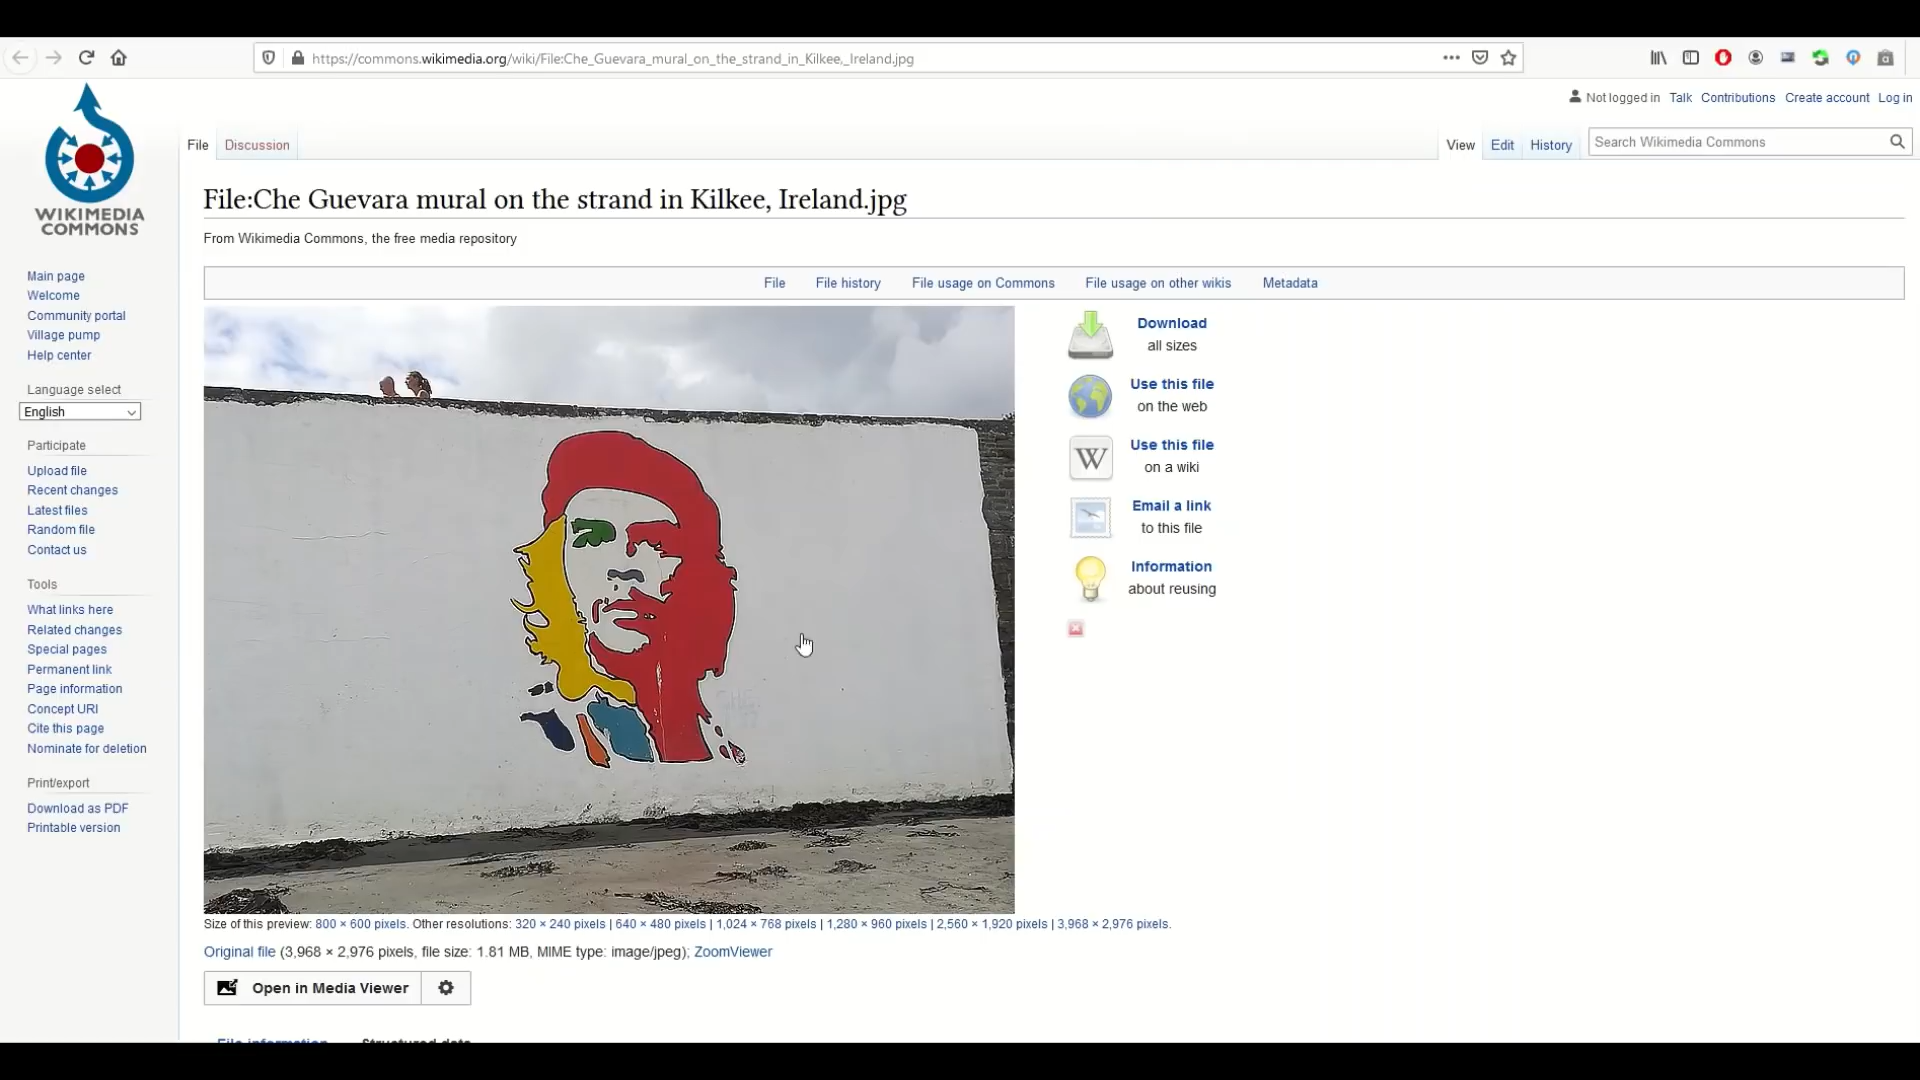 https://commons.wikimedia.org/wiki/File:Che_Guevara_mural_on_the_strand_in_Kilkee,_Ireland.jpg
Not logged in Talk Contributions Create account Log in
File Discussion View Edit History Search Wikimedia Commons
WIKIMEDIA
COMMONS
Main page
Welcome
Community portal
Village pump
Help center
Language select
English
Participate
Upload file
Recent changes
Latest files
Random file
Contact us
Tools
What links here
Related changes
Special pages
Permanent link
Page information
Concept URI
Cite this page
Nominate for deletion
Print/export
Download as PDF
Printable version
File:Che Guevara mural on the strand in Kilkee, Ireland.jpg
From Wikimedia Commons, the free media repository
File File history File usage on Commons File usage on other wikis Metadata
Download
all sizes
Use this file
on the web
W
Use this file
on a wiki
Email a link
to this file
Information
about reusing
Size of this preview: 800 × 600 pixels. Other resolutions: 320 × 240 pixels | 640 × 480 pixels | 1,024 × 768 pixels | 1,280 × 960 pixels | 2,560 × 1,920 pixels | 3,968 × 2,976 pixels.
Original file (3,968 × 2,976 pixels, file size: 1.81 MB, MIME type: image/jpeg); ZoomViewer
Open in Media Viewer
File information Structured data